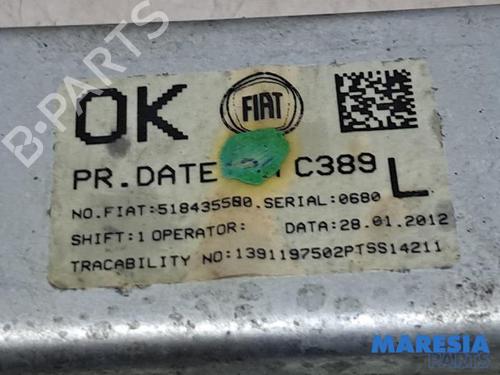 B-PARTS
OK FIAT
PR.DATE C389 L
NO.FIAT:518435580.SERIAL:0680
SHIFT:1 OPERATOR: DATA:28.01.2012
TRACABILITY NO:1391197502PTSS14211
MARESIA
PARTS